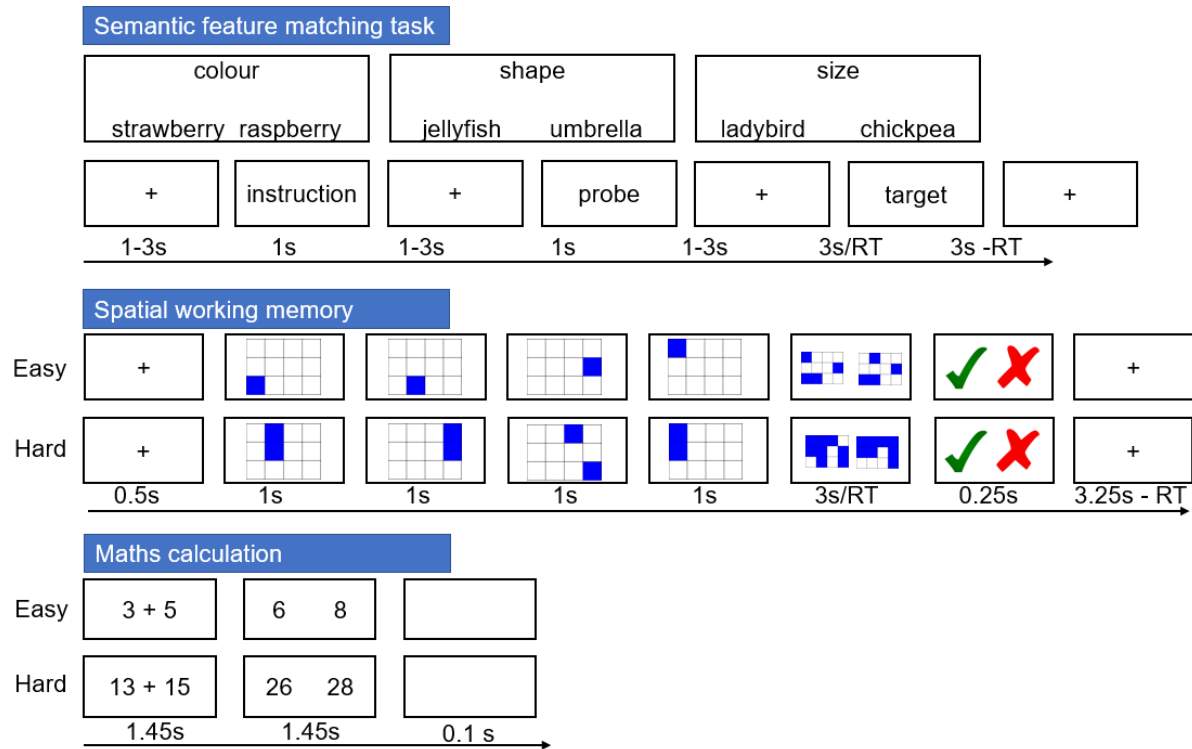 Semantic feature matching task
colour shape size
strawberry raspberry jellyfish umbrella ladybird chickpea
+ instruction + probe + target +
1-3s 1s 1-3s 1s 1-3s 3s/RT 3s -RT
Spatial working memory
Easy + +
Hard + +
0.5s 1s 1s 1s 1s 3s/RT 0.25s 3.25s - RT
Maths calculation
Easy 3 + 5 6 8
Hard 13 + 15 26 28
1.45s 1.45s 0.1 s